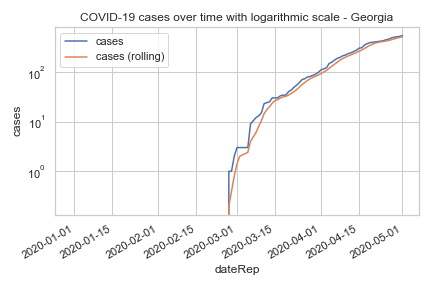 COVID-19 cases over time with logarithmic scale - Georgia
cases
cases (rolling)
10²
10¹
10⁰
cases
2020-01-01
2020-01-15
2020-02-01
2020-02-15
2020-03-01
2020-03-15
2020-04-01
2020-04-15
2020-05-01
dateRep